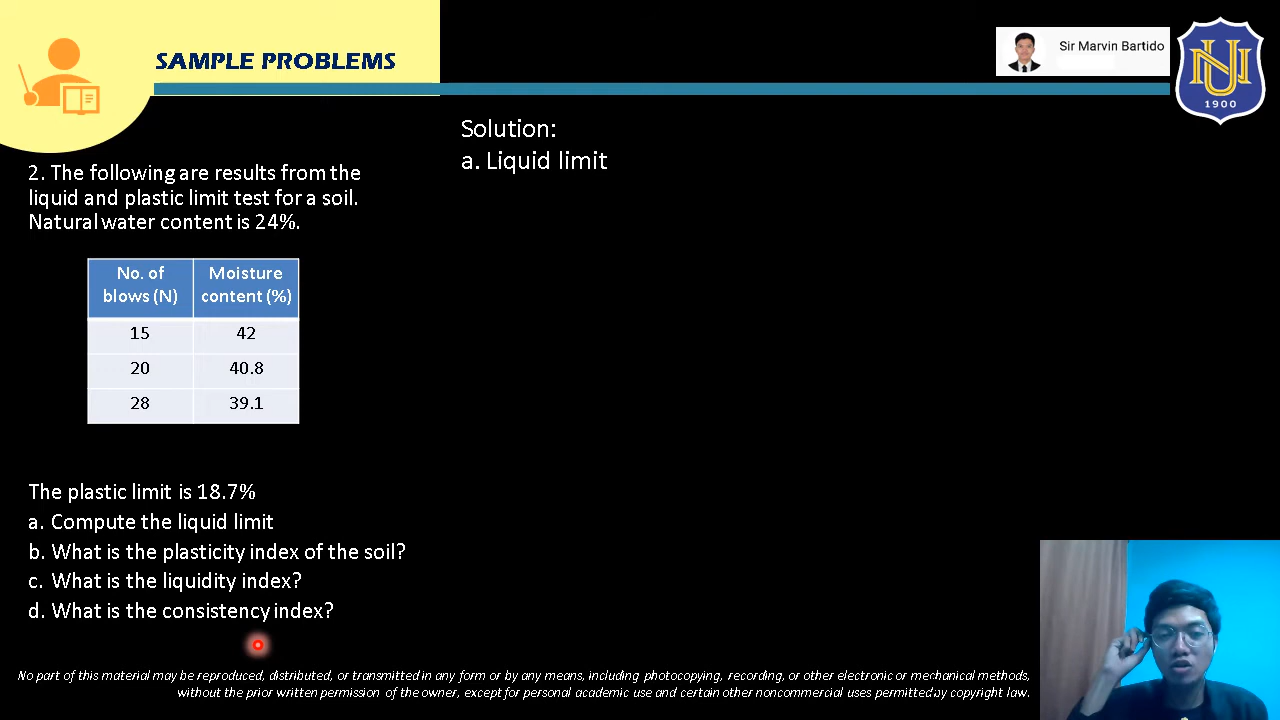 SAMPLE PROBLEMS
Sir Marvin Bartido
NU
1900
2. The following are results from the
liquid and plastic limit test for a soil.
Natural water content is 24%.
No. of blows (N) Moisture content (%)
15 42
20 40.8
28 39.1
The plastic limit is 18.7%
a. Compute the liquid limit
b. What is the plasticity index of the soil?
c. What is the liquidity index?
d. What is the consistency index?
Solution:
a. Liquid limit
No part of this material may be reproduced, distributed, or transmitted in any form or by any means, including photocopying, recording, or other electronic or mechanical methods,
without the prior written permission of the owner, except for personal academic use and certain other noncommercial uses permitted by copyright law.